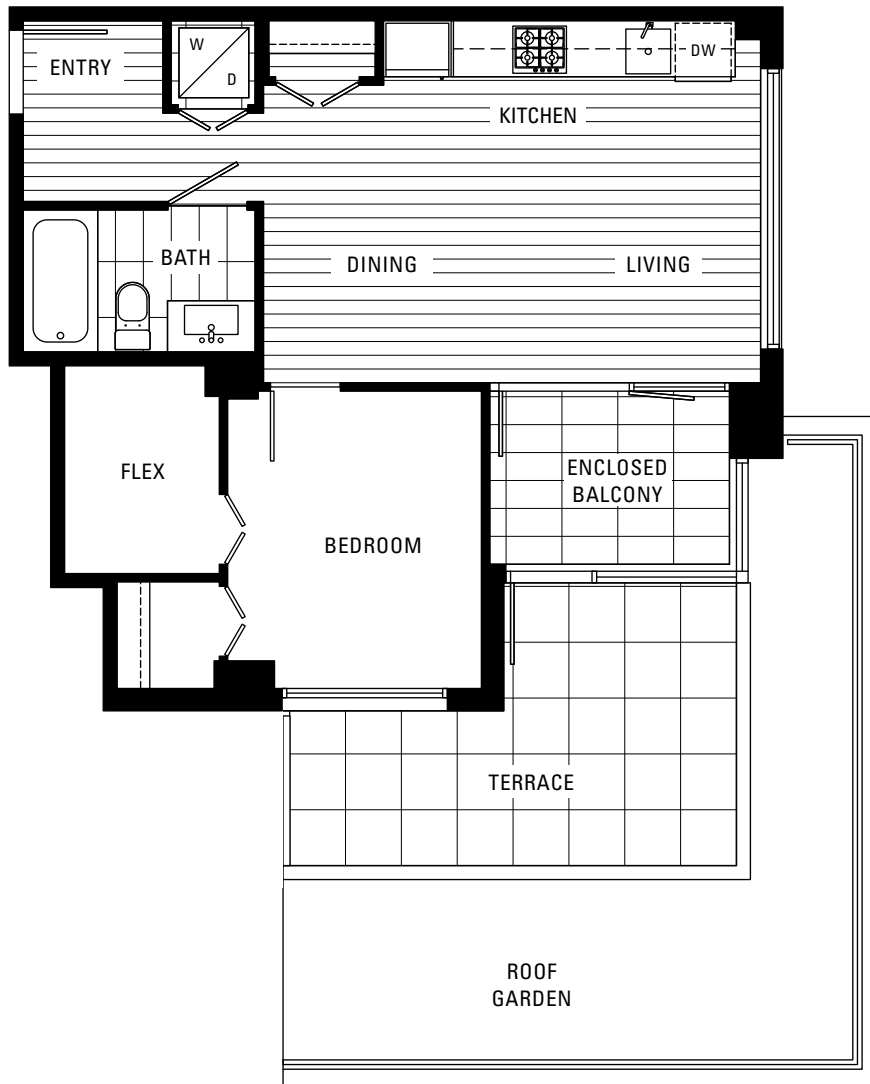 W
D
ENTRY
DW
KITCHEN
BATH
DINING
LIVING
FLEX
ENCLOSED
BALCONY
BEDROOM
TERRACE
ROOF
GARDEN